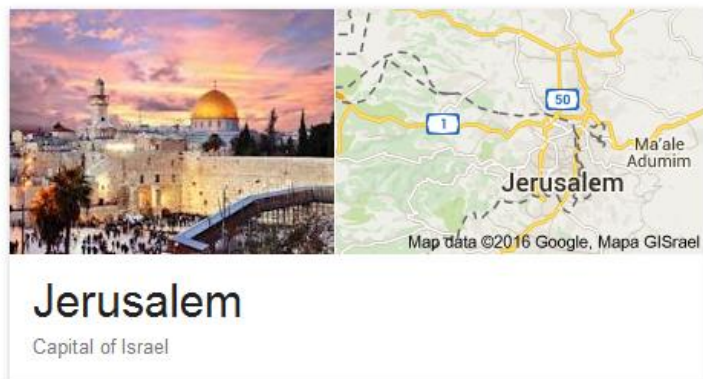 50
1
Ma'ale
Adumim
Jerusalem
Map data ©2016 Google, Mapa GISrael
Jerusalem
Capital of Israel